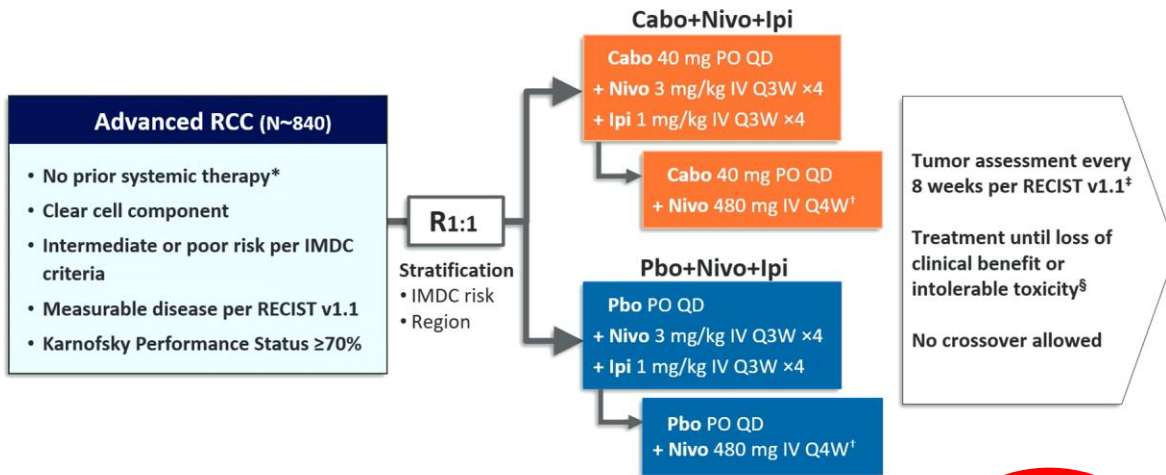 Cabo+Nivo+Ipi
Cabo 40 mg PO QD
+ Nivo 3 mg/kg IV Q3W ×4
+ Ipi 1 mg/kg IV Q3W ×4
Cabo 40 mg PO QD
+ Nivo 480 mg IV Q4W†
Advanced RCC (N~840)
• No prior systemic therapy*
• Clear cell component
• Intermediate or poor risk per IMDC
criteria
• Measurable disease per RECIST v1.1
• Karnofsky Performance Status ≥70%
R1:1
Stratification
• IMDC risk
• Region
Pbo+Nivo+Ipi
Pbo PO QD
+ Nivo 3 mg/kg IV Q3W ×4
+ Ipi 1 mg/kg IV Q3W ×4
Pbo PO QD
+ Nivo 480 mg IV Q4W†
Tumor assessment every
8 weeks per RECIST v1.1‡
Treatment until loss of
clinical benefit or
intolerable toxicity§
No crossover allowed